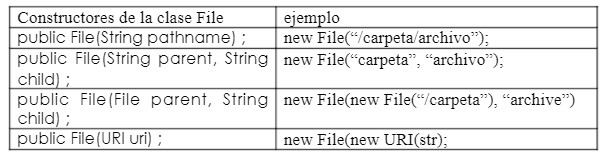 Constructores de la clase File
ejemplo
public File(String pathname) ;
new File(“/carpeta/archivo”);
public File(String parent, String
child) ;
new File(“carpeta”, “archivo”);
public File(File parent, String
child) ;
new File(new File(“/carpeta”), “archive”)
public File(URI uri) ;
new File(new URI(str);